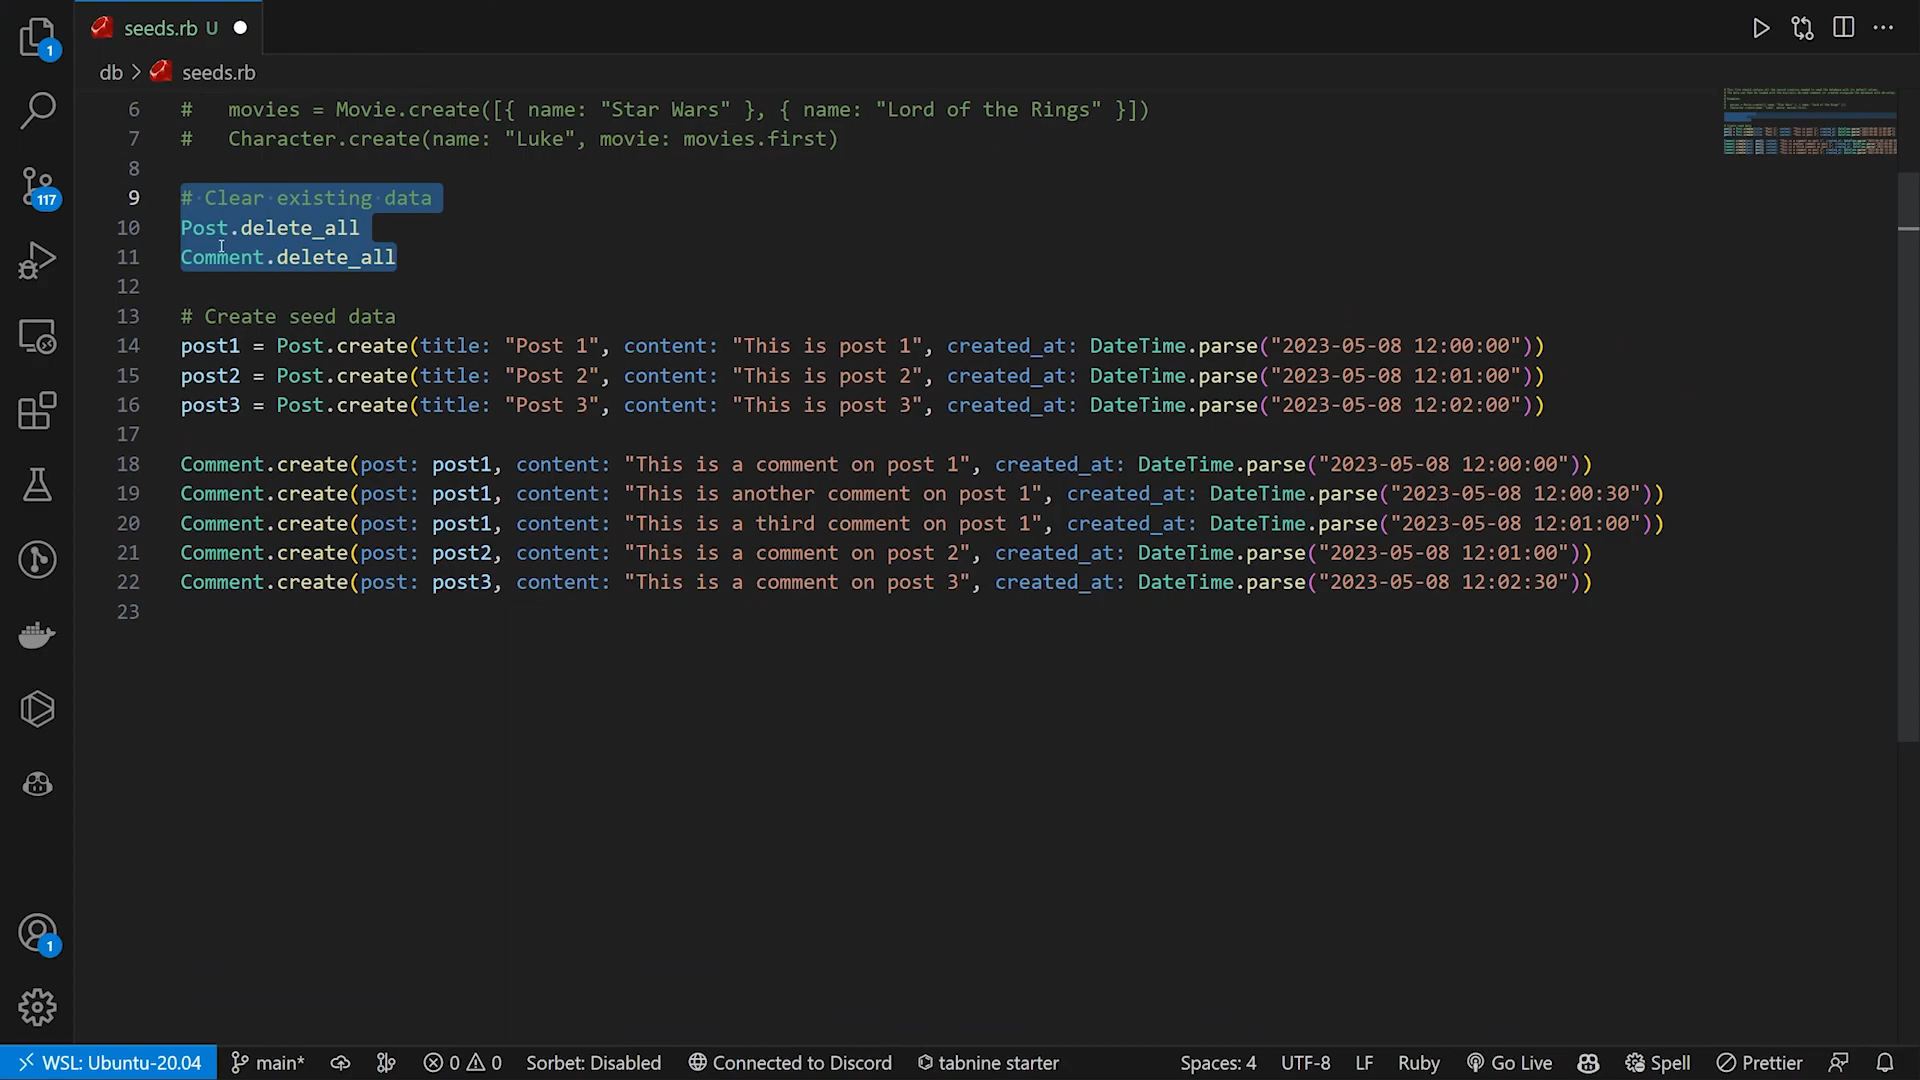 seeds.rb U
db > seeds.rb
6 #   movies = Movie.create([{ name: "Star Wars" }, { name: "Lord of the Rings" }])
7 #   Character.create(name: "Luke", movie: movies.first)
8
9 # Clear existing data
10 Post.delete_all
11 Comment.delete_all
12
13 # Create seed data
14 post1 = Post.create(title: "Post 1", content: "This is post 1", created_at: DateTime.parse("2023-05-08 12:00:00"))
15 post2 = Post.create(title: "Post 2", content: "This is post 2", created_at: DateTime.parse("2023-05-08 12:01:00"))
16 post3 = Post.create(title: "Post 3", content: "This is post 3", created_at: DateTime.parse("2023-05-08 12:02:00"))
17
18 Comment.create(post: post1, content: "This is a comment on post 1", created_at: DateTime.parse("2023-05-08 12:00:00"))
19 Comment.create(post: post1, content: "This is another comment on post 1", created_at: DateTime.parse("2023-05-08 12:00:30"))
20 Comment.create(post: post1, content: "This is a third comment on post 1", created_at: DateTime.parse("2023-05-08 12:01:00"))
21 Comment.create(post: post2, content: "This is a comment on post 2", created_at: DateTime.parse("2023-05-08 12:01:00"))
22 Comment.create(post: post3, content: "This is a comment on post 3", created_at: DateTime.parse("2023-05-08 12:02:30"))
23
1
117
1
WSL: Ubuntu-20.04 main* 0 0 Sorbet: Disabled Connected to Discord tabnine starter Spaces: 4 UTF-8 LF Ruby Go Live Spell Prettier